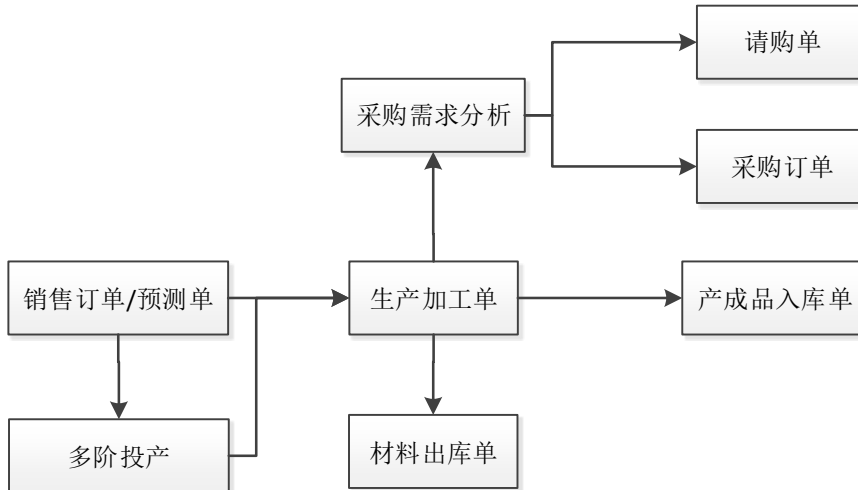 请购单
采购需求分析
采购订单
销售订单/预测单
生产加工单
产成品入库单
多阶投产
材料出库单